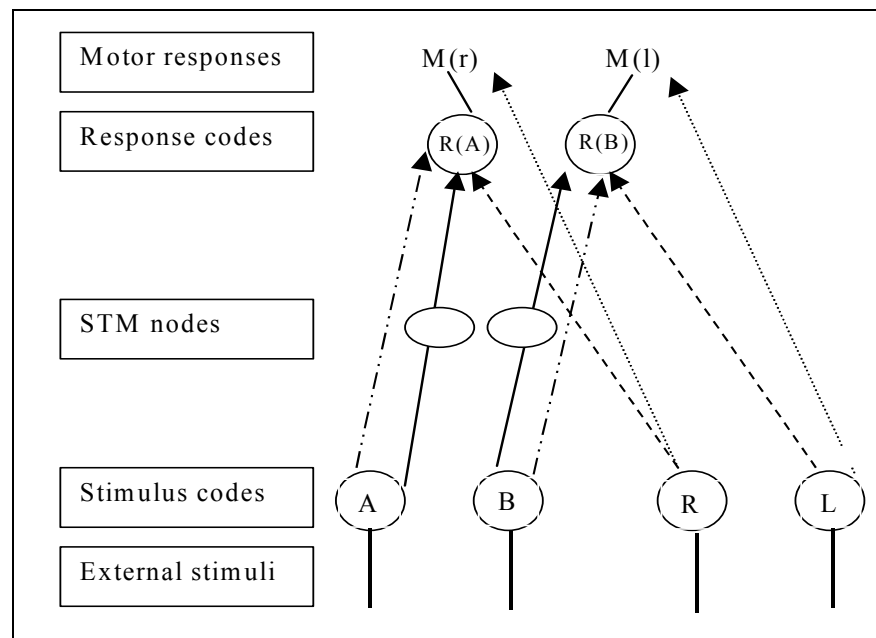 Motor responses
M(r)
M(l)
Response codes
R(A)
R(B)
STM nodes
Stimulus codes
A
B
R
L
External stimuli